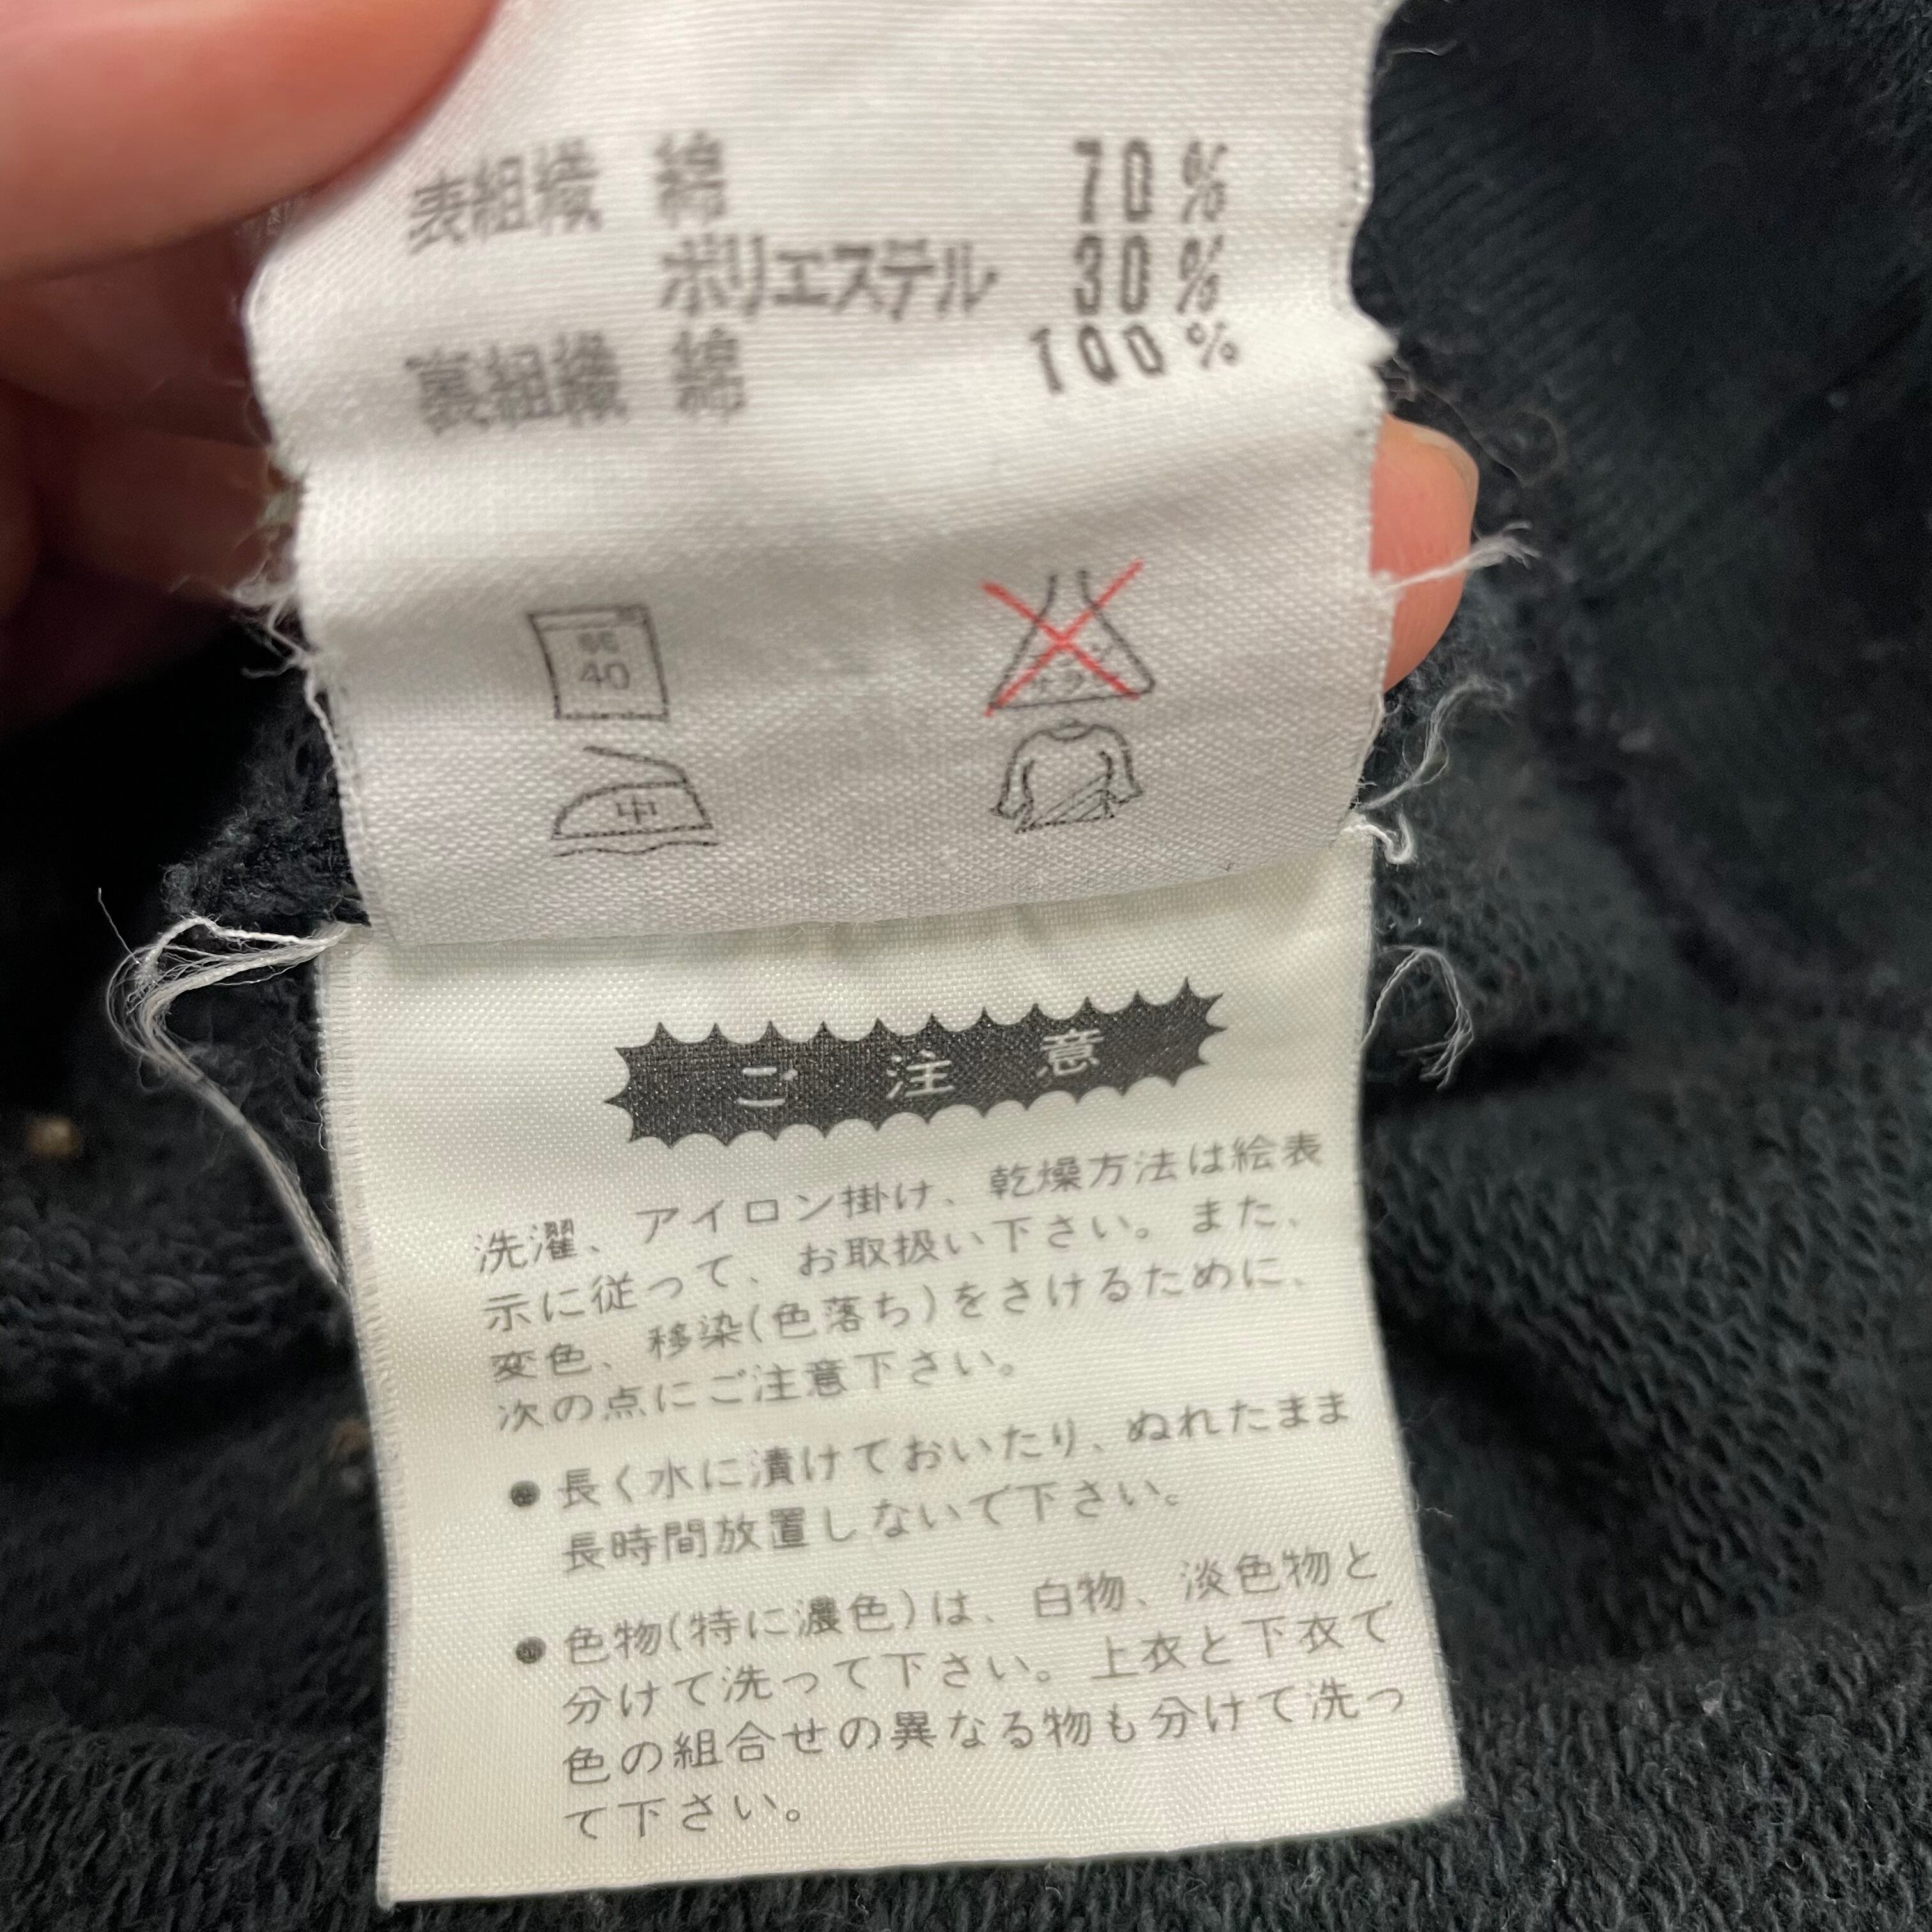 表組織 綿 70%
ポリエステル 30%
裏組織 綿 100%
弱
40
中
ご注意
洗濯、アイロン掛け、乾燥方法は絵表
示に従って、お取扱い下さい。また、
変色、移染(色落ち)をさけるために、
次の点にご注意下さい。
●長く水に漬けておいたり、ぬれたまま
長時間放置しないで下さい。
●色物(特に濃色)は、白物、淡色物と
分けて洗って下さい。上衣と下衣で
色の組合せの異なる物も分けて洗っ
て下さい。